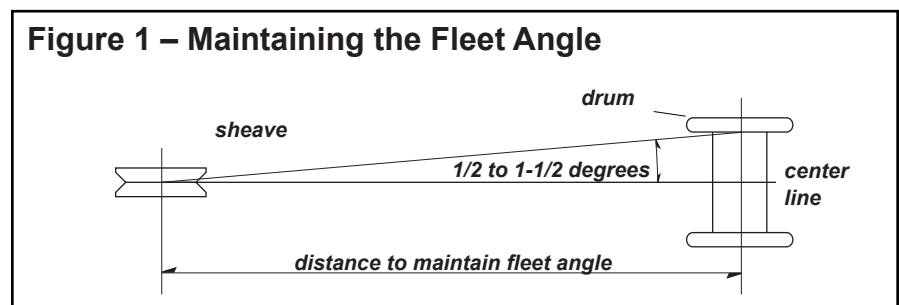 Figure 1 – Maintaining the Fleet Angle
drum
sheave
1/2 to 1-1/2 degrees
center
line
distance to maintain fleet angle